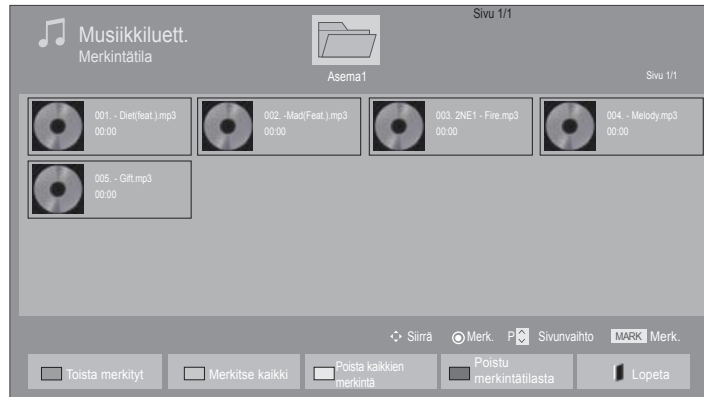 Sivu 1/1
Musiikkiluett.
Merkintätila
Asema1
Sivu 1/1
001. - Diet(feat.).mp3
00:00
002. -Mad(Feat.).mp3
00:00
003. 2NE1 - Fire.mp3
00:00
004. - Melody.mp3
00:00
005. - Gift.mp3
00:00
Siirrä Merk. P Sivunvaihto MARK Merk.
Toista merkityt
Merkitse kaikki
Poista kaikkien
merkintä
Poistu
merkintätilasta
Lopeta